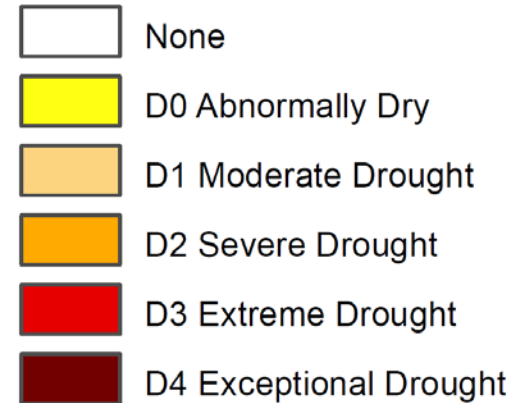 None
D0 Abnormally Dry
D1 Moderate Drought
D2 Severe Drought
D3 Extreme Drought
D4 Exceptional Drought